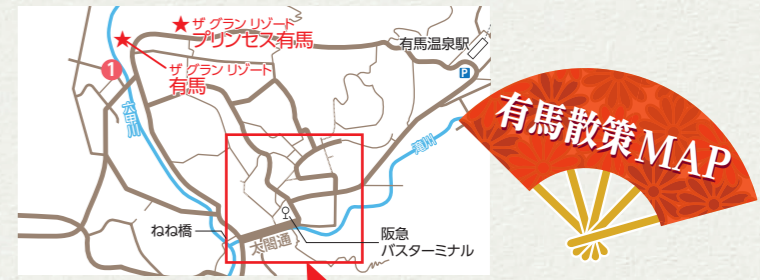 ★ ザ グラン リゾート
プリンセス有馬
★
ザ グラン リゾート
有馬
有馬温泉駅
P
1
六甲川
滝川
ねね橋
太閤通
阪急
バスターミナル
有馬散策MAP